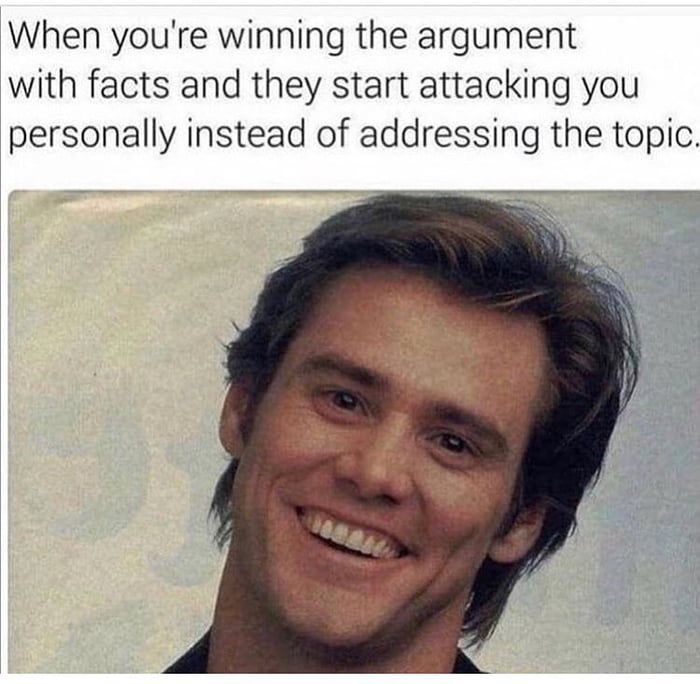 When you're winning the argument
with facts and they start attacking you
personally instead of addressing the topic.